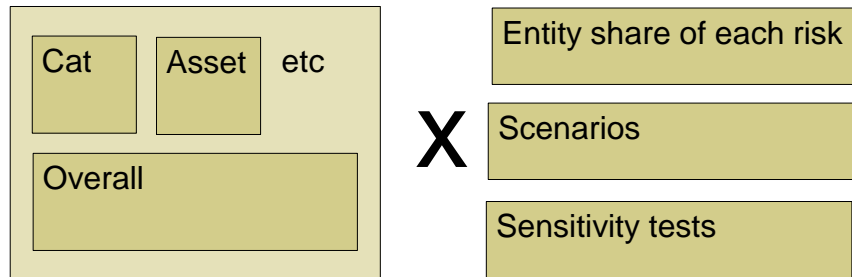 Cat
Asset
etc
Overall
X
Entity share of each risk
Scenarios
Sensitivity tests